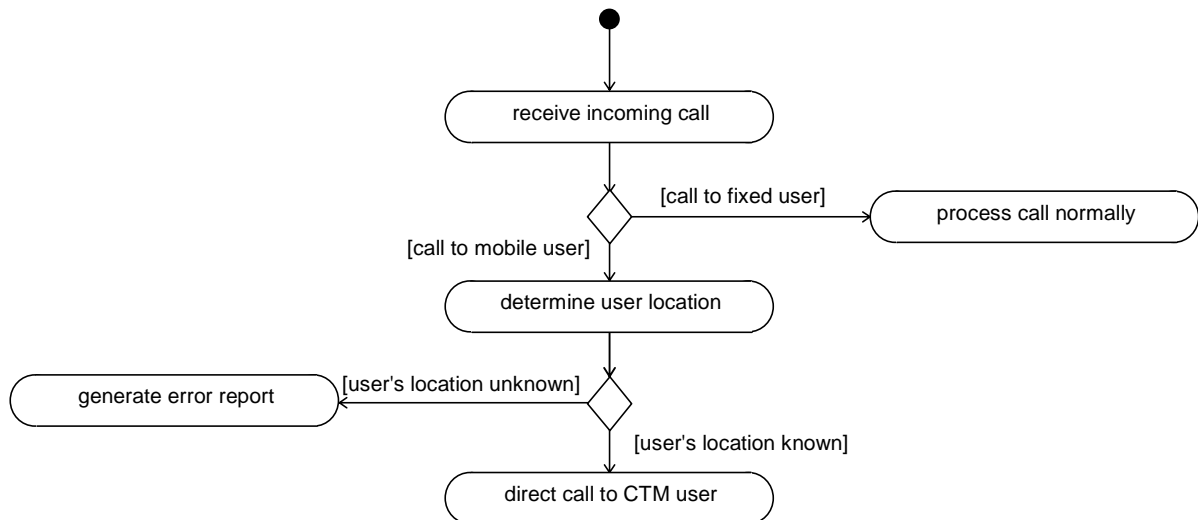 receive incoming call
[call to fixed user]
process call normally
[call to mobile user]
determine user location
[user's location unknown]
generate error report
[user's location known]
direct call to CTM user